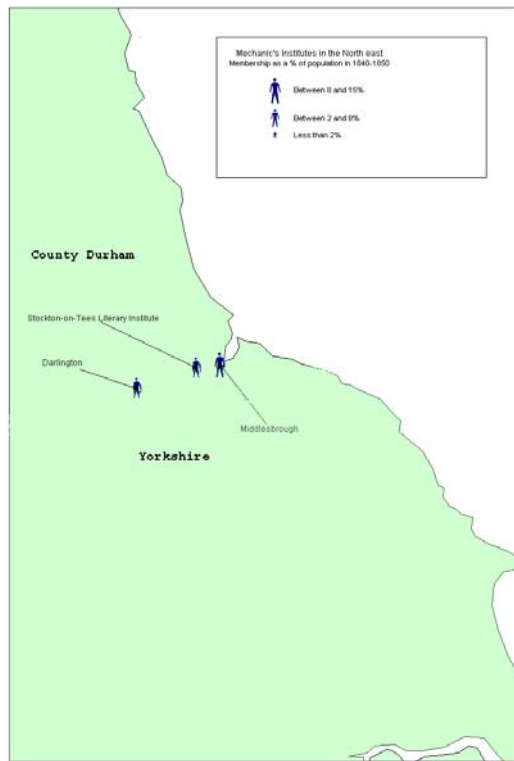 Mechanic's Institutes in the North east
Membership as a % of population in 1840-1850
Between 8 and 15%
Between 2 and 8%
Less than 2%
County Durham
Stockton-on-Tees Literary Institute
Darlington
Middlesbrough
Yorkshire